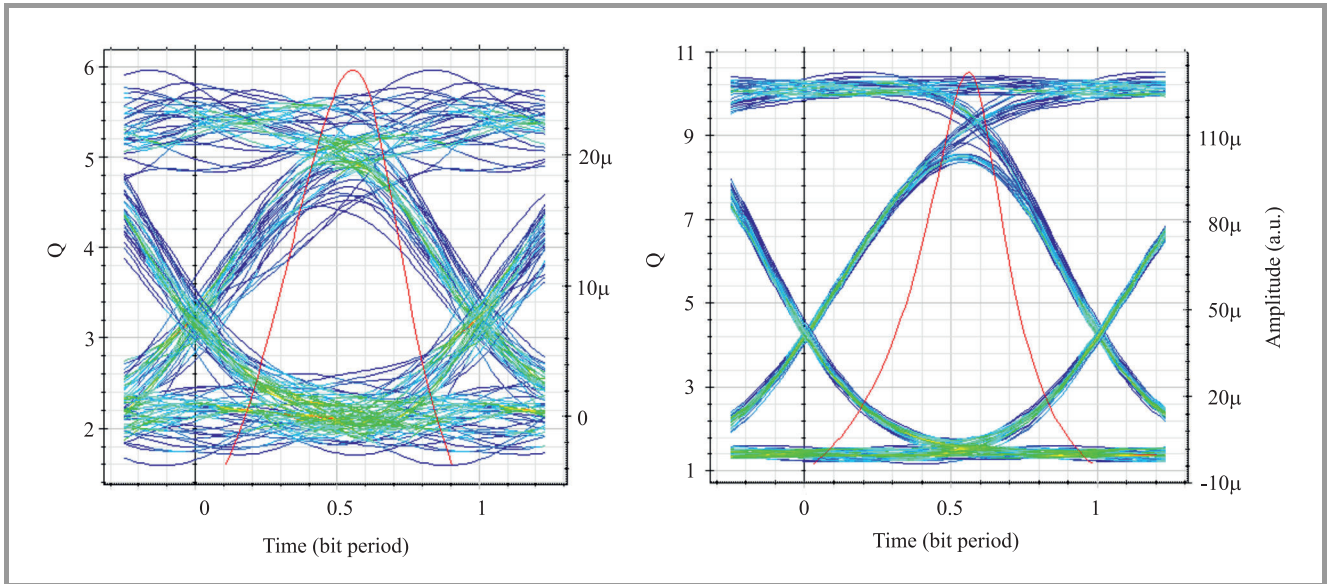 6
5
4
3
2
Q
20μ
10μ
0
0
0.5
1
Time (bit period)
11
9
7
5
3
1
Q
110μ
80μ
50μ
20μ
-10μ
Amplitude (a.u.)
0
0.5
1
Time (bit period)